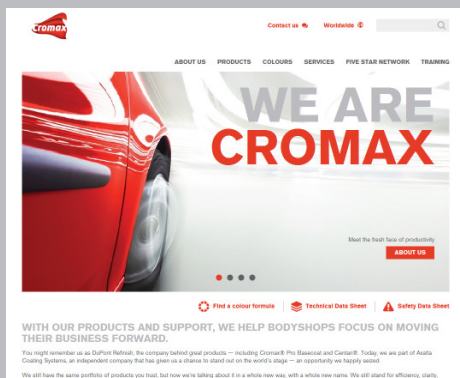 cromax
Contact us Worldwide
ABOUT US PRODUCTS COLOURS SERVICES FIVE STAR NETWORK TRAINING
WE ARE
CROMAX
Meet the fresh face of productivity
ABOUT US
Find a colour formula Technical Data Sheet Safety Data Sheet
WITH OUR PRODUCTS AND SUPPORT, WE HELP BODYSHOPS FOCUS ON MOVING
THEIR BUSINESS FORWARD.
You might remember us as DuPont Refinish, the company behind great products — including Cromax® Pro Basecoat and Centari®. Today, we are part of Axalta
Coating Systems, an independent company that has given us a chance to stand out on the world's stage — an opportunity we happily seized.
We still have the same portfolio of products you trust, but now we're talking about it in a whole new way, with a whole new name. We still stand for efficiency, clarity,